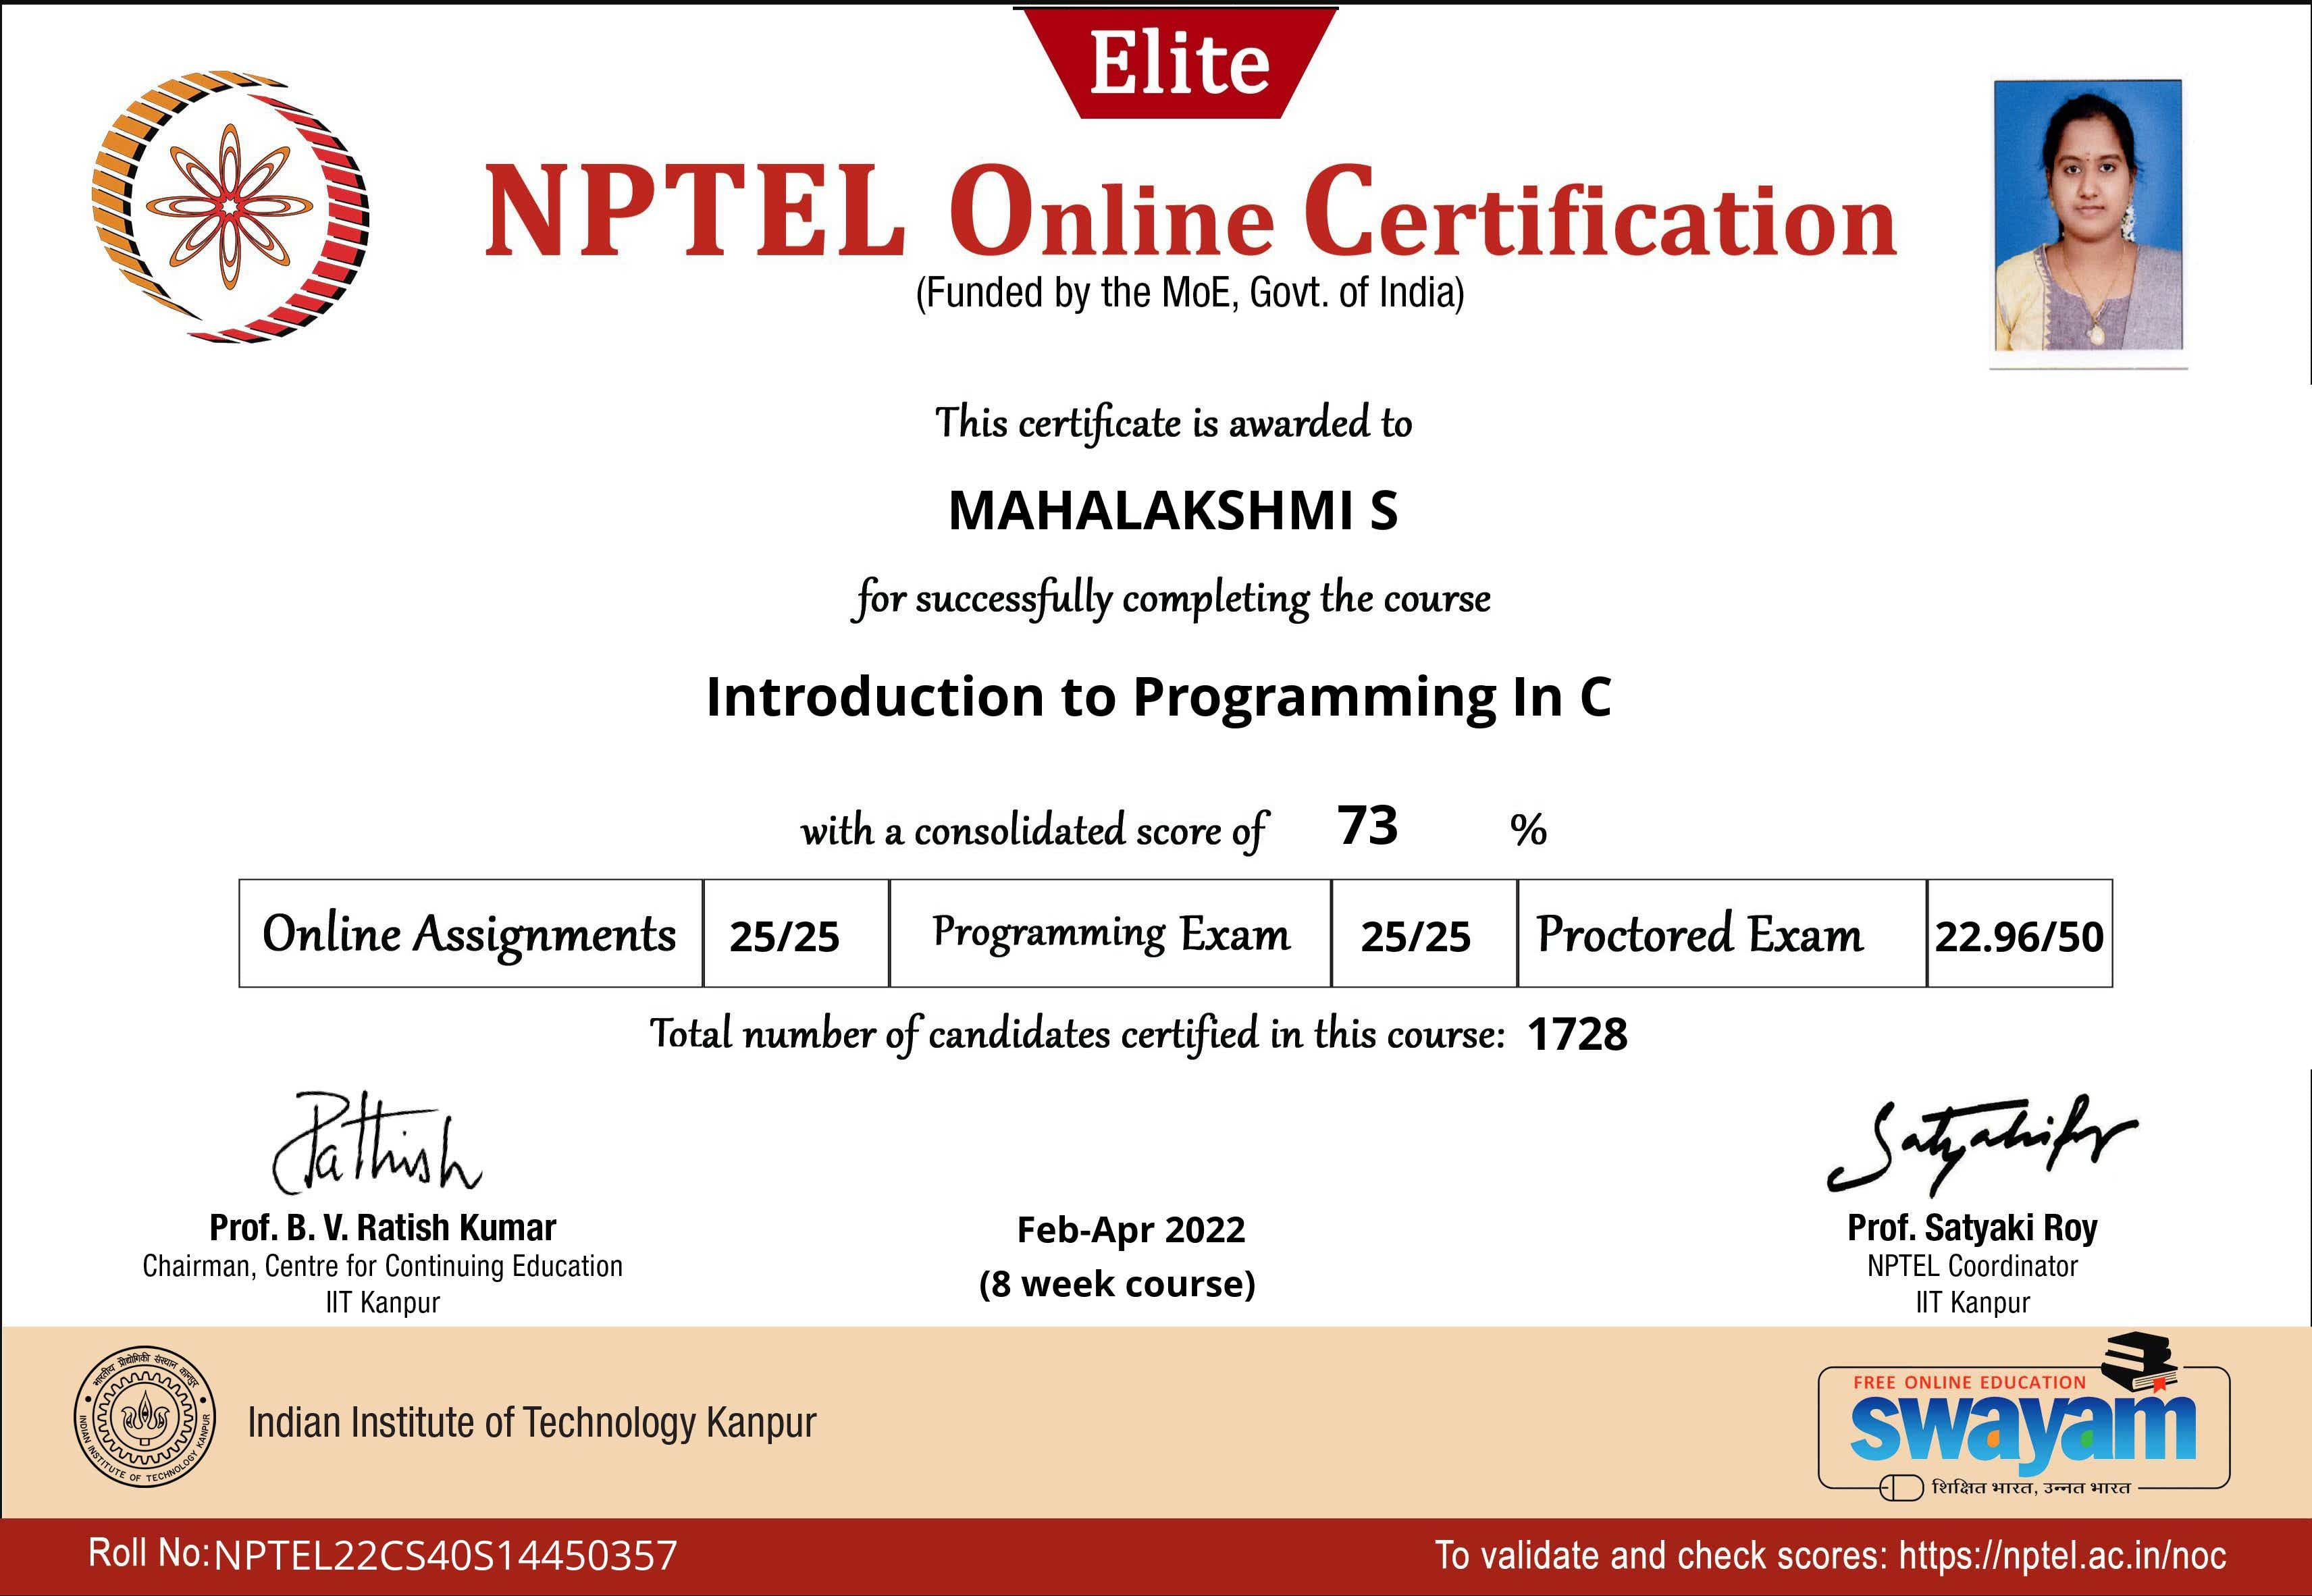 Elite
NPTEL Online Certification
(Funded by the MoE, Govt. of India)
This certificate is awarded to
MAHALAKSHMI S
for successfully completing the course
Introduction to Programming In C
with a consolidated score of 73 %
Online Assignments 25/25 Programming Exam 25/25 Proctored Exam 22.96/50
Total number of candidates certified in this course: 1728
Prof. B. V. Ratish Kumar
Chairman, Centre for Continuing Education
IIT Kanpur
Feb-Apr 2022
(8 week course)
Prof. Satyaki Roy
NPTEL Coordinator
IIT Kanpur
भारतीय प्रौद्योगिकी संस्थान कानपुर
INDIAN INSTITUTE OF TECHNOLOGY KANPUR
Indian Institute of Technology Kanpur
FREE ONLINE EDUCATION
swayam
शिक्षित भारत, उन्नत भारत
Roll No:NPTEL22CS40S14450357
To validate and check scores: https://nptel.ac.in/noc